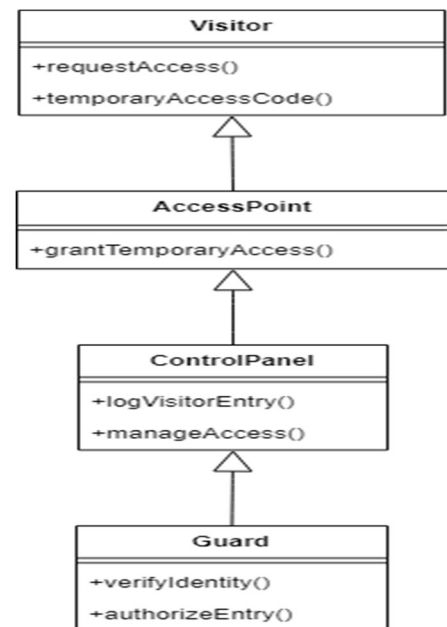 Visitor
+requestAccess()
+temporaryAccessCode()
AccessPoint
+grantTemporaryAccess()
ControlPanel
+logVisitorEntry()
+manageAccess()
Guard
+verifyIdentity()
+authorizeEntry()